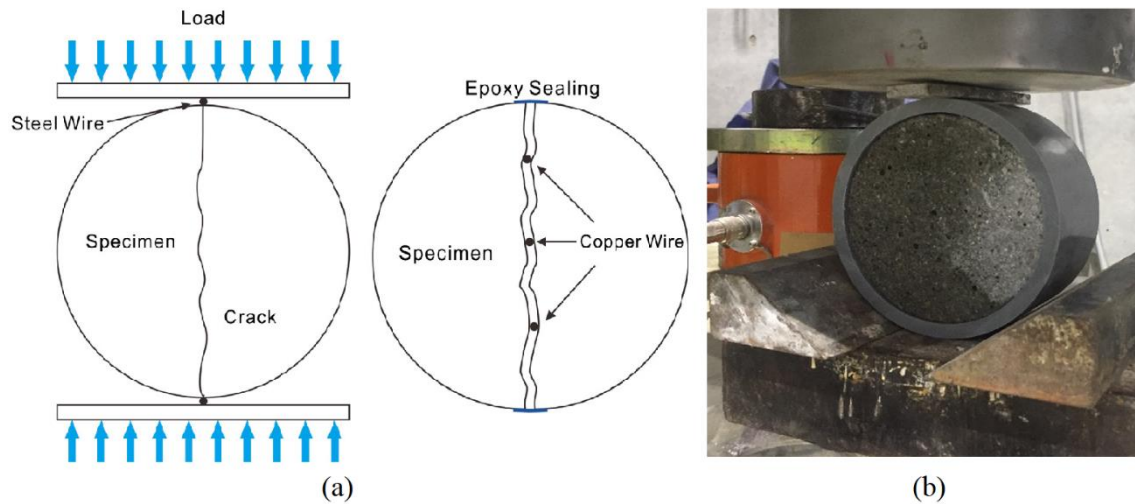 Load
Steel Wire
Specimen
Crack
Epoxy Sealing
Specimen
Copper Wire
(a)
(b)